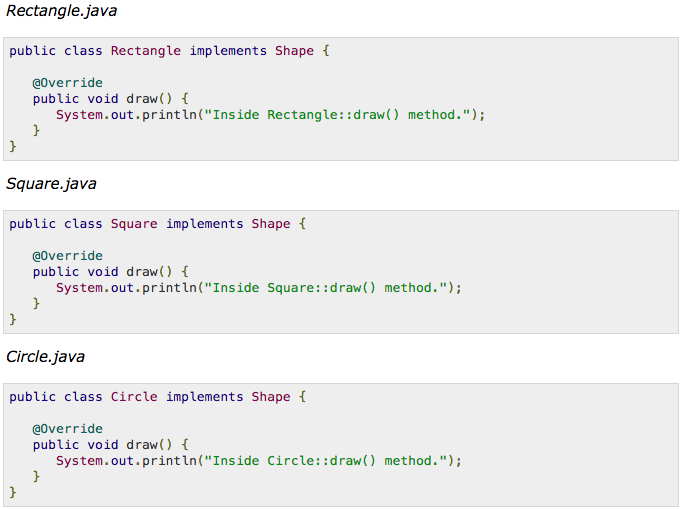 Rectangle.java
public class Rectangle implements Shape {
@Override
public void draw() {
System.out.println("Inside Rectangle::draw() method.");
}
}
Square.java
public class Square implements Shape {
@Override
public void draw() {
System.out.println("Inside Square::draw() method.");
}
}
Circle.java
public class Circle implements Shape {
@Override
public void draw() {
System.out.println("Inside Circle::draw() method.");
}
}